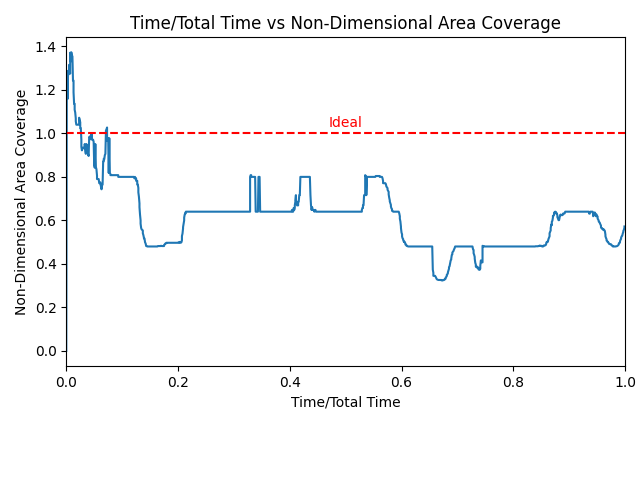 Time/Total Time vs Non-Dimensional Area Coverage
1.4
1.2
1.0
0.8
0.6
0.4
0.2
0.0
Non-Dimensional Area Coverage
Ideal
0.0 0.2 0.4 0.6 0.8 1.0
Time/Total Time